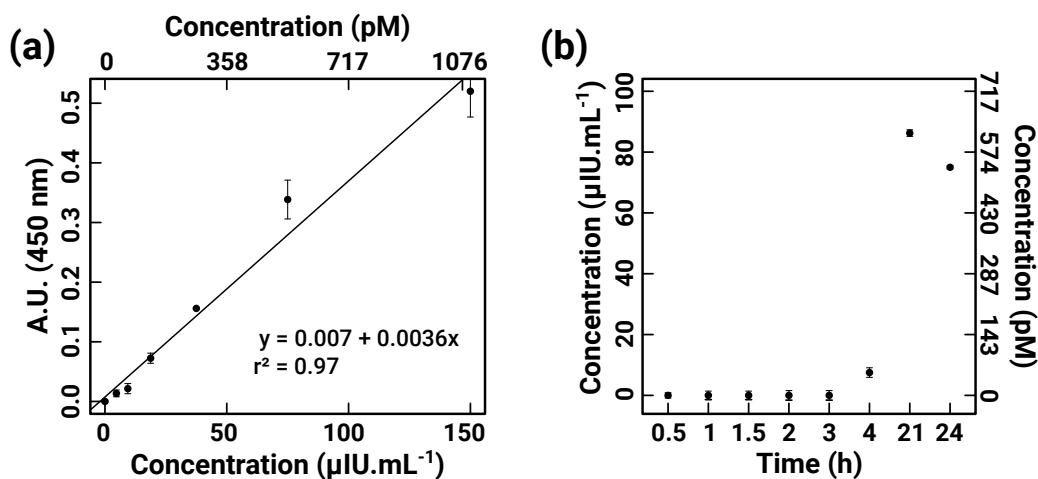 (a)
Concentration (pM)
0 358 717 1076
A.U. (450 nm)
0.5
0.4
0.3
0.2
0.1
0.0
y = 0.007 + 0.0036x
r² = 0.97
0 50 100 150
Concentration (µIU.mL⁻¹)
(b)
Concentration (µIU.mL⁻¹)
100
80
60
40
20
0
717
574
430
287
143
0
Concentration (pM)
0.5 1 1.5 2 3 4 21 24
Time (h)